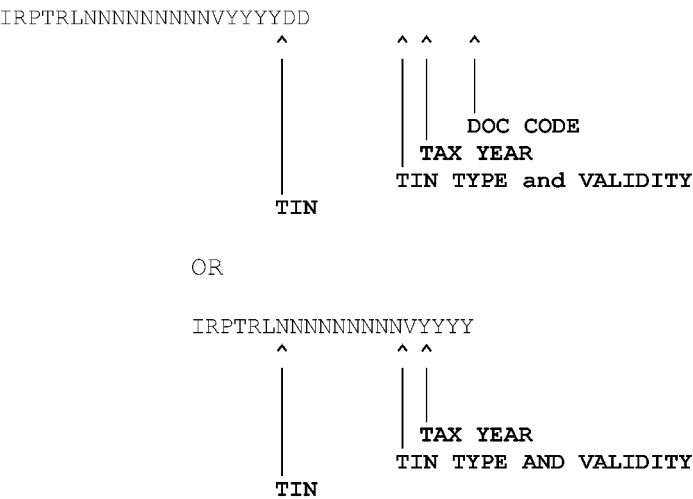 IRPTRLNNNNNNNNNVYYYYDD
^ ^ ^ ^
DOC CODE
TAX YEAR
TIN TYPE and VALIDITY
TIN
OR
IRPTRLNNNNNNNNNVYYYY
^ ^ ^
TAX YEAR
TIN TYPE AND VALIDITY
TIN